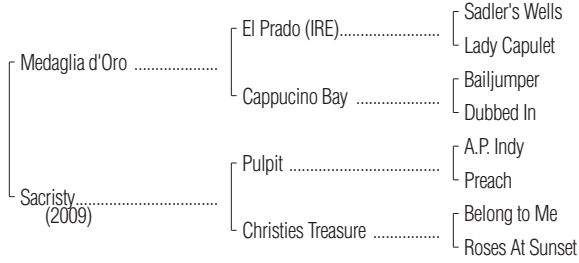 Sadler's Wells
El Prado (IRE)....................
Lady Capulet
Medaglia d'Oro .................
Bailjumper
Cappucino Bay .................
Dubbed In
A.P. Indy
Pulpit ..............................
Preach
Sacristy.............................
(2009)
Belong to Me
Christies Treasure .............
Roses At Sunset